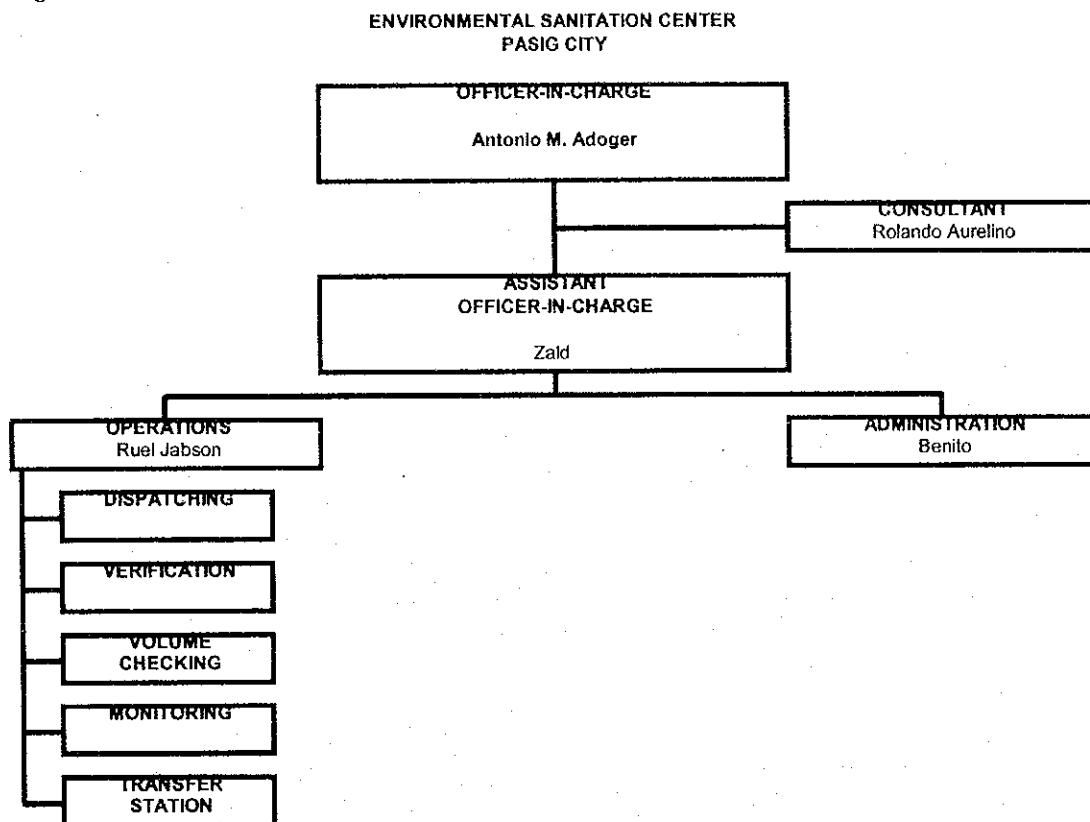 ENVIRONMENTAL SANITATION CENTER
PASIG CITY
OFFICER-IN-CHARGE
Antonio M. Adoger
CONSULTANT
Rolando Aurelino
ASSISTANT
OFFICER-IN-CHARGE
Zald
OPERATIONS
Ruel Jabson
ADMINISTRATION
Benito
DISPATCHING
VERIFICATION
VOLUME
CHECKING
MONITORING
TRANSFER
STATION